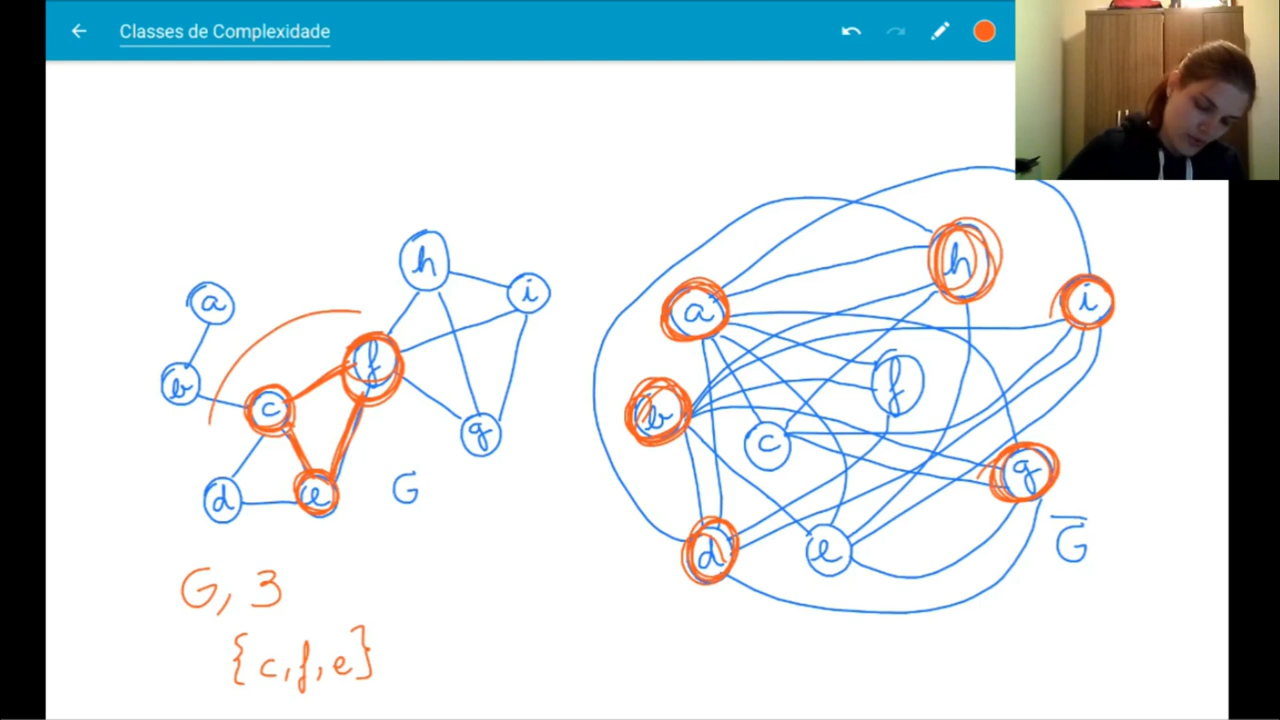 Classes de Complexidade
h
a
i
f
b
c
g
d
e
G
G, 3
{c, f, e}
h
a
i
f
b
c
g
d
e
G̅